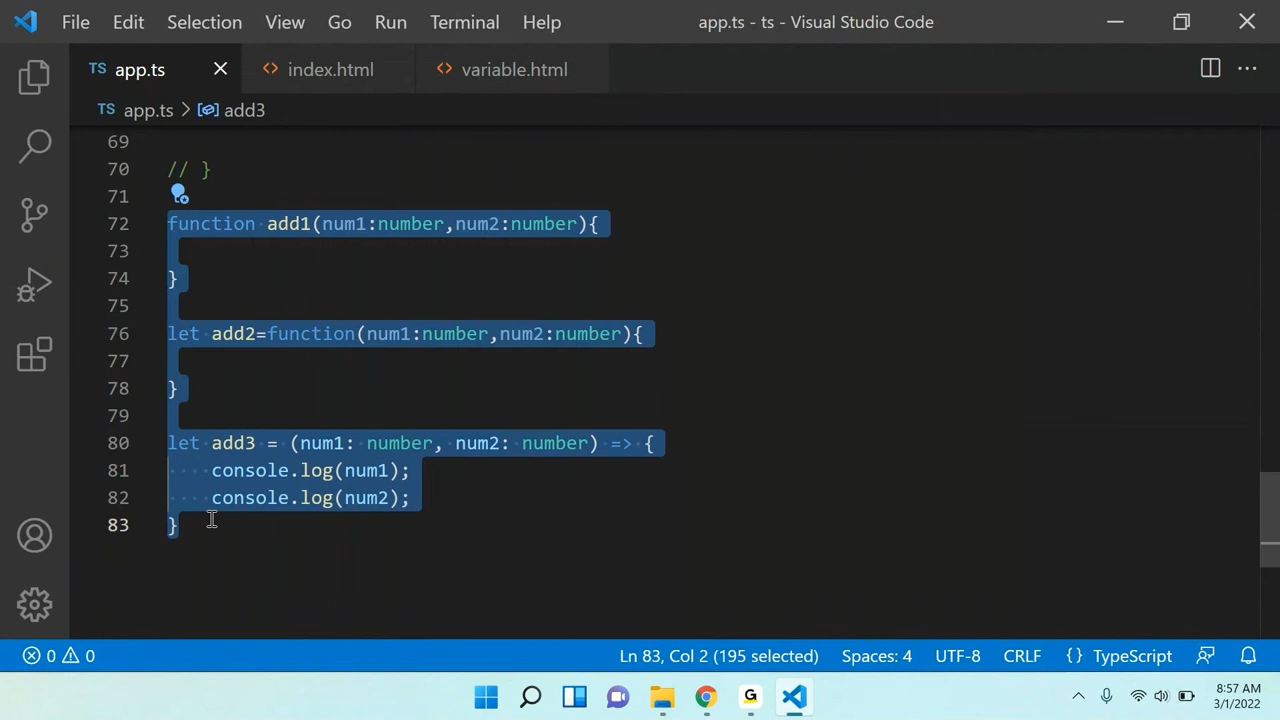 File Edit Selection View Go Run Terminal Help app.ts - ts - Visual Studio Code
TS app.ts index.html variable.html
TS app.ts > add3
69
70 // }
71
72 function add1(num1:number,num2:number){
73
74 }
75
76 let add2=function(num1:number,num2:number){
77
78 }
79
80 let add3 = (num1: number, num2: number) => {
81 console.log(num1);
82 console.log(num2);
83 }
0 0 Ln 83, Col 2 (195 selected) Spaces: 4 UTF-8 CRLF {} TypeScript
G
8:57 AM
3/1/2022